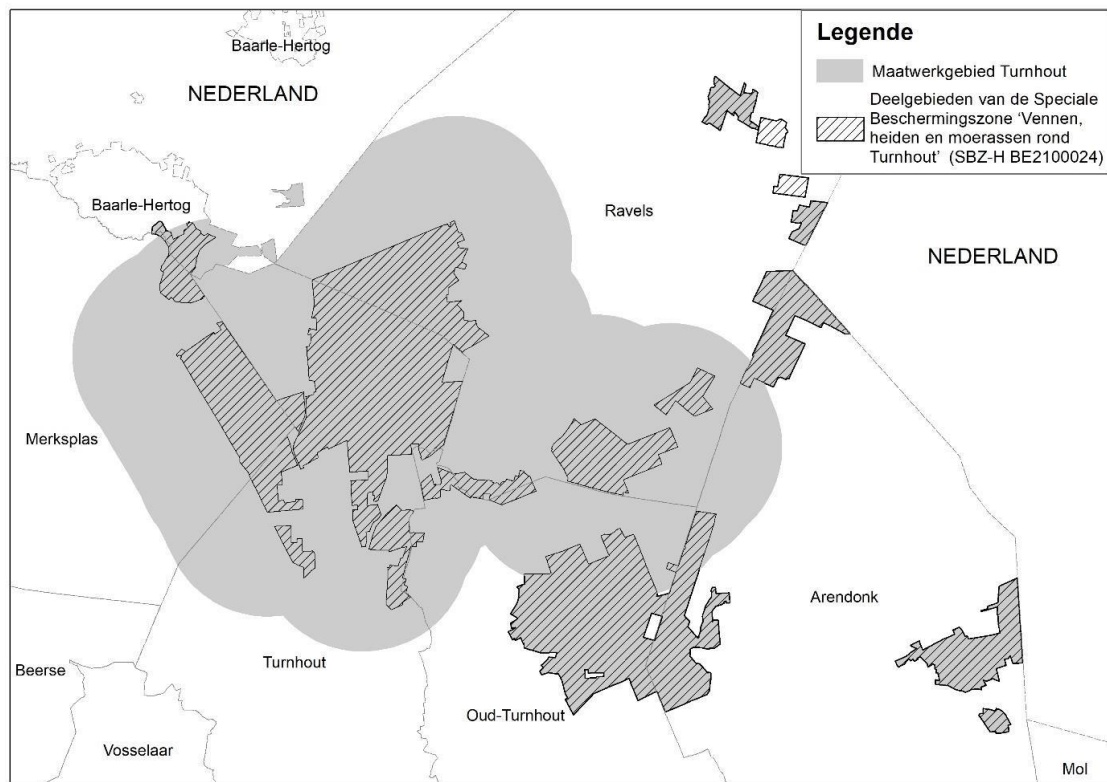 Baarle-Hertog
NEDERLAND
Legende
Maatwerkgebied Turnhout
Deelgebieden van de Speciale
Beschermingszone ‘Vennen,
heiden en moerassen rond
Turnhout’ (SBZ-H BE2100024)
Baarle-Hertog
Ravels
NEDERLAND
Merksplas
Arendonk
Turnhout
Beerse
Oud-Turnhout
Vosselaar
Mol